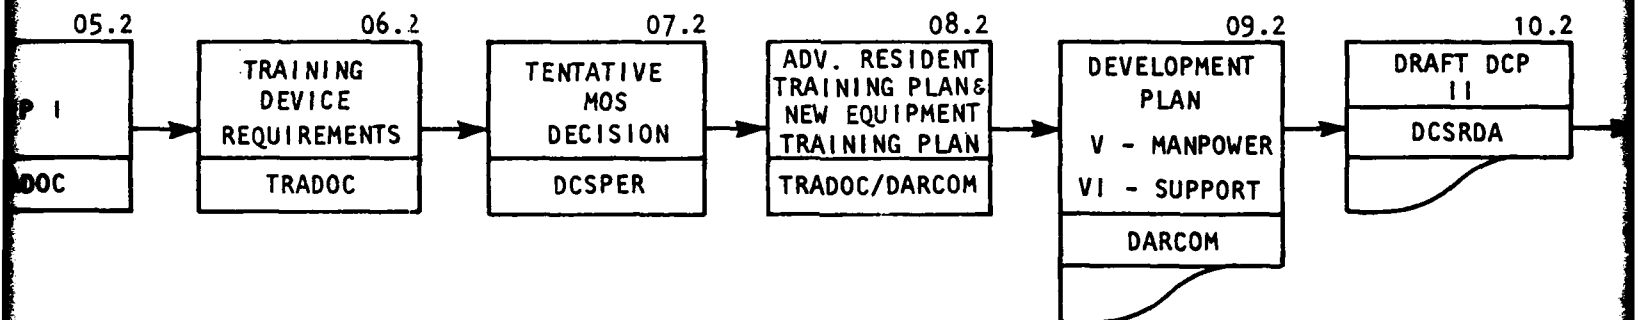 05.2
P I
ADOC
06.2
TRAINING
DEVICE
REQUIREMENTS
TRADOC
07.2
TENTATIVE
MOS
DECISION
DCSPER
08.2
ADV. RESIDENT
TRAINING PLAN&
NEW EQUIPMENT
TRAINING PLAN
TRADOC/DARCOM
09.2
DEVELOPMENT
PLAN
V - MANPOWER
VI - SUPPORT
DARCOM
10.2
DRAFT DCP
II
DCSRDA